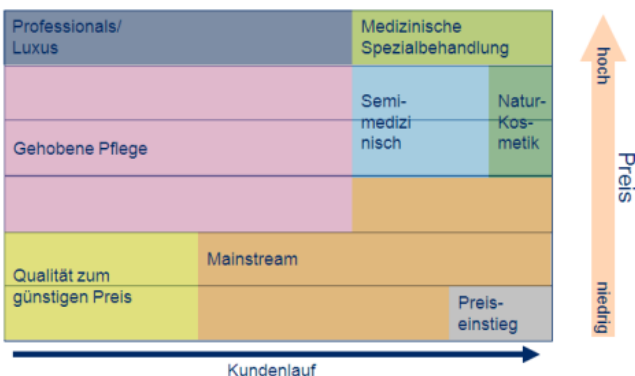 Professionals/
Luxus
Medizinische
Spezialbehandlung
hoch
Semi-
medizi
nisch
Natur-
Kos-
metik
Gehobene Pflege
Preis
Mainstream
Qualität zum
günstigen Preis
Preis-
einstieg
niedrig
Kundenlauf